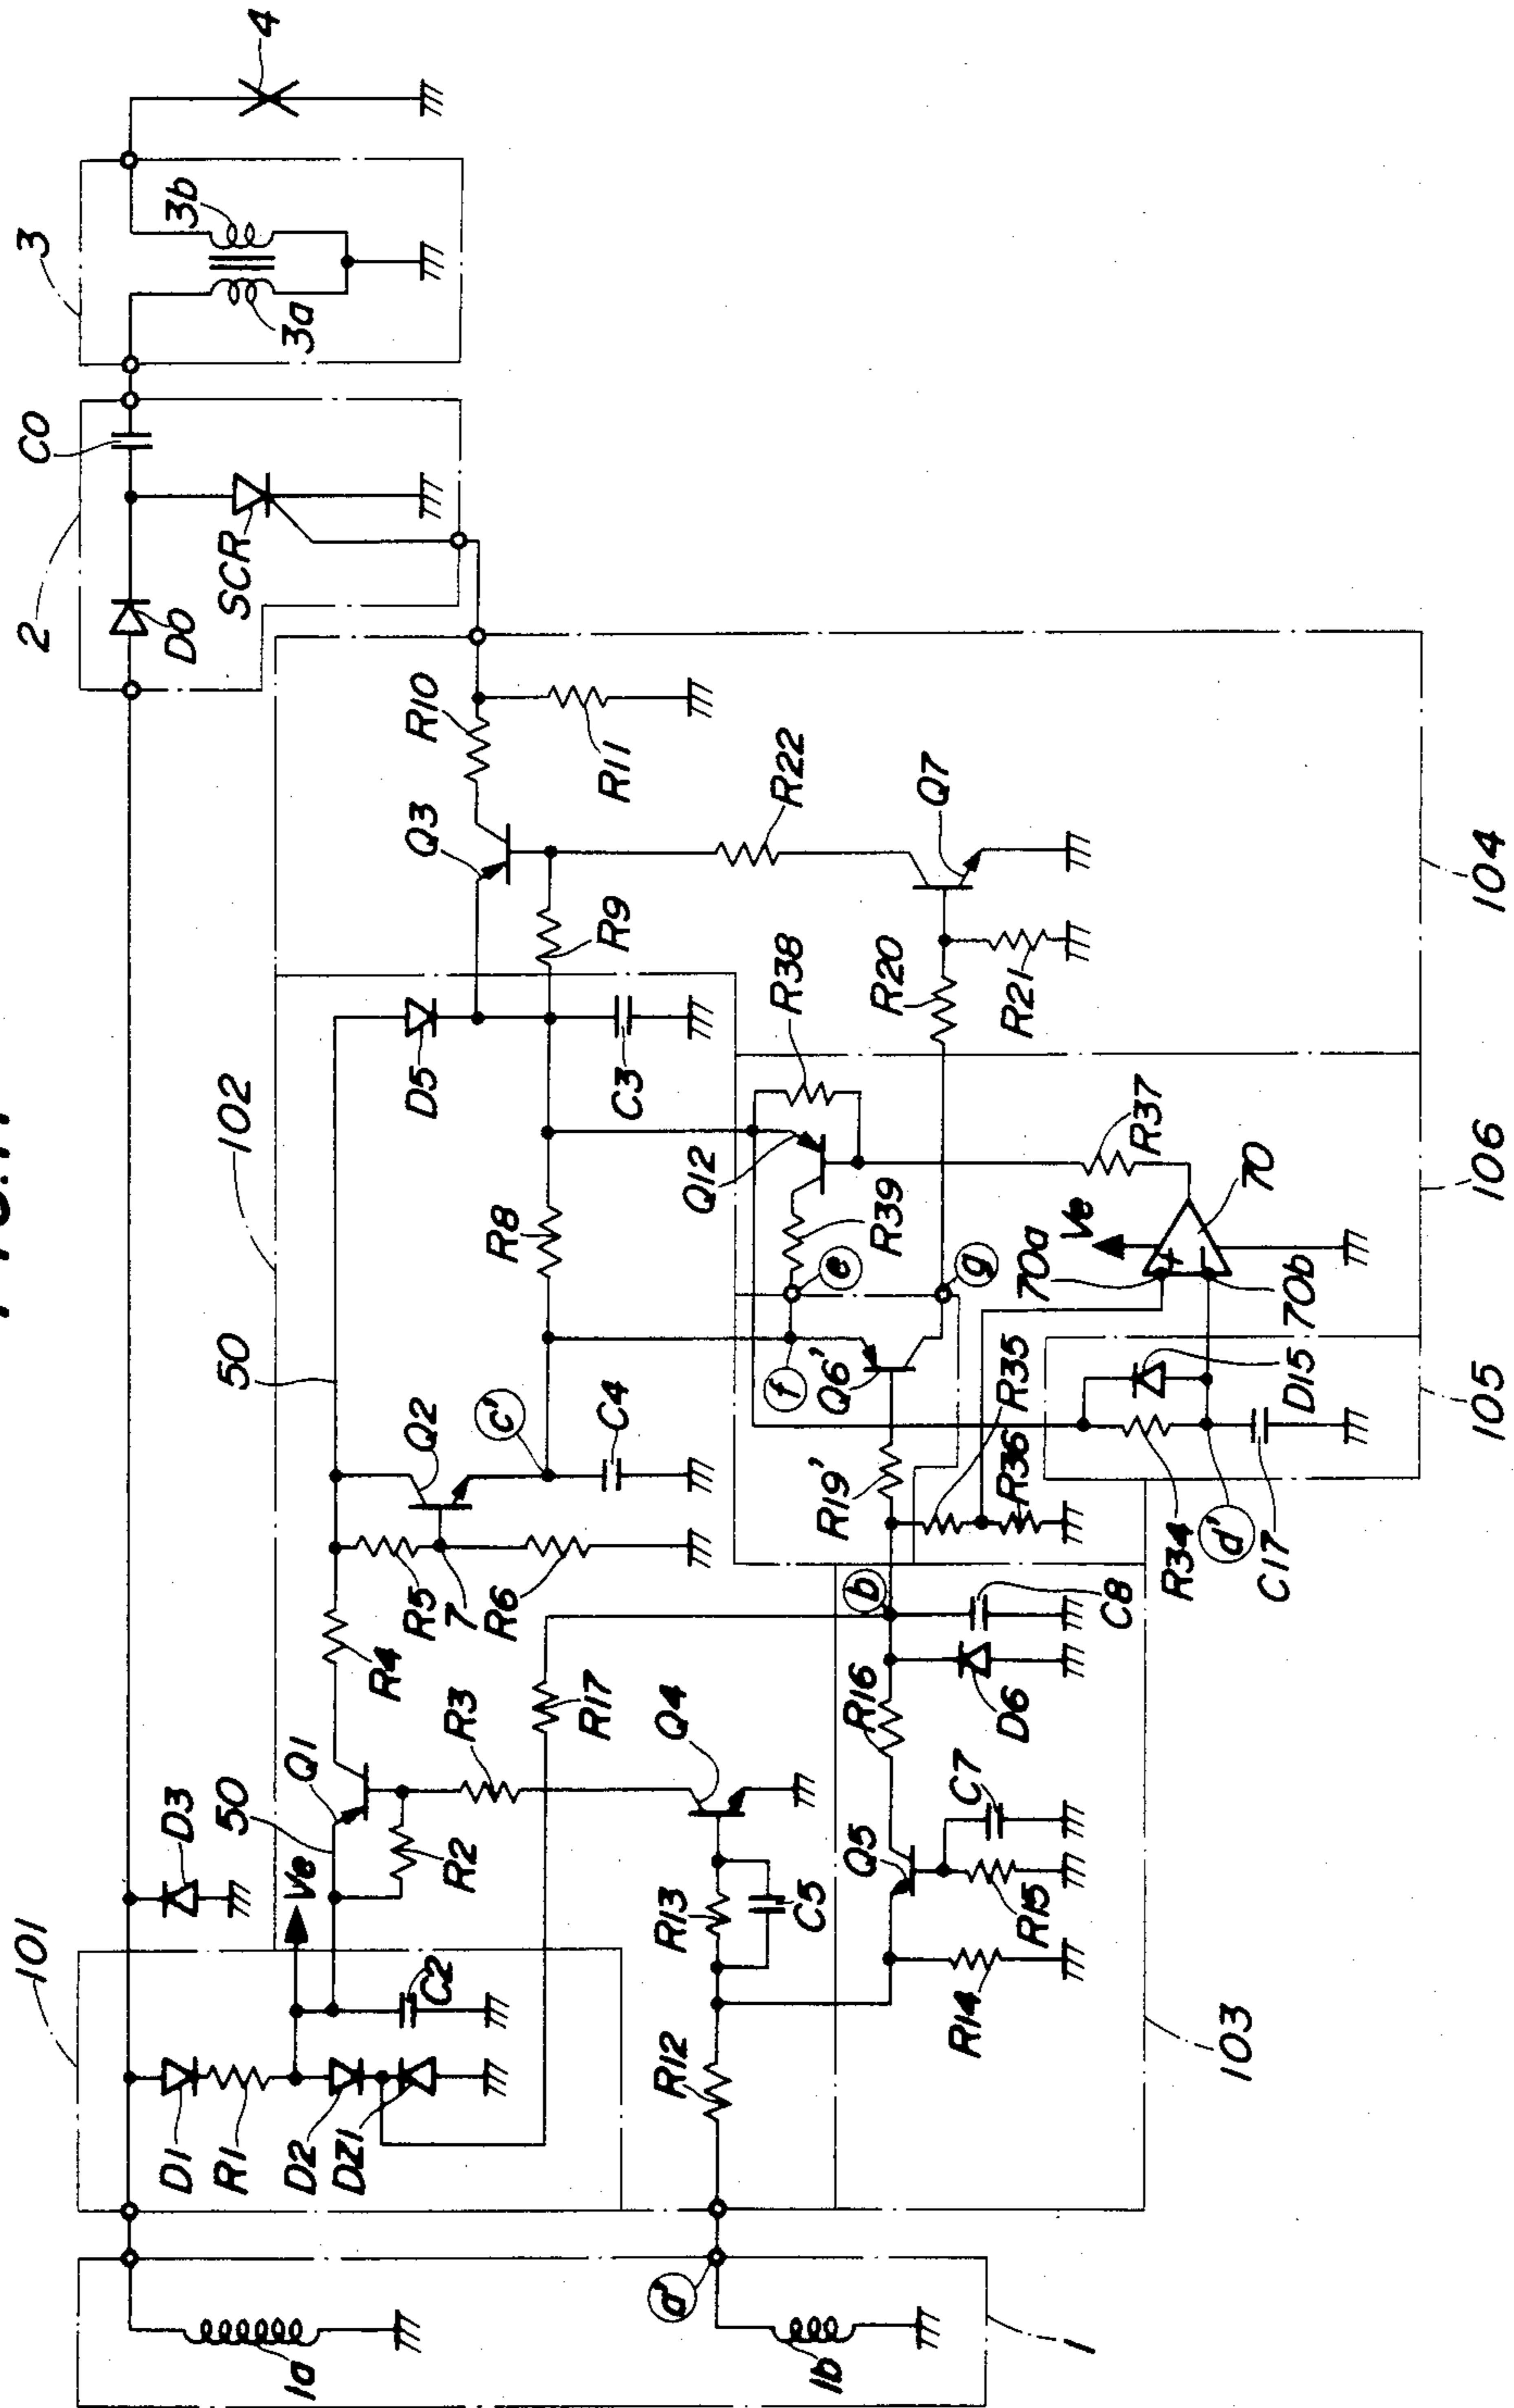 101
D1
R1
D2
DZ1
D3
50
Ve
C2
Q1
R2
R3
R4
102
50
R5
7
R6
Q2
c'
C4
R8
D5
C3
R9
Q3
R10
R11
2
D0
SCR
C0
3
3a
3b
4
1a
a'
1b
1
R12
R13
C5
Q4
R17
R14
R15
Q5
C7
R16
D6
b
C8
103
R19'
Q6'
f
e
g
R35
R36
R39
Q12
R38
R37
Ve
70a
70
70b
+
−
R34
d'
C17
D15
105
106
R20
R21
R22
Q7
104